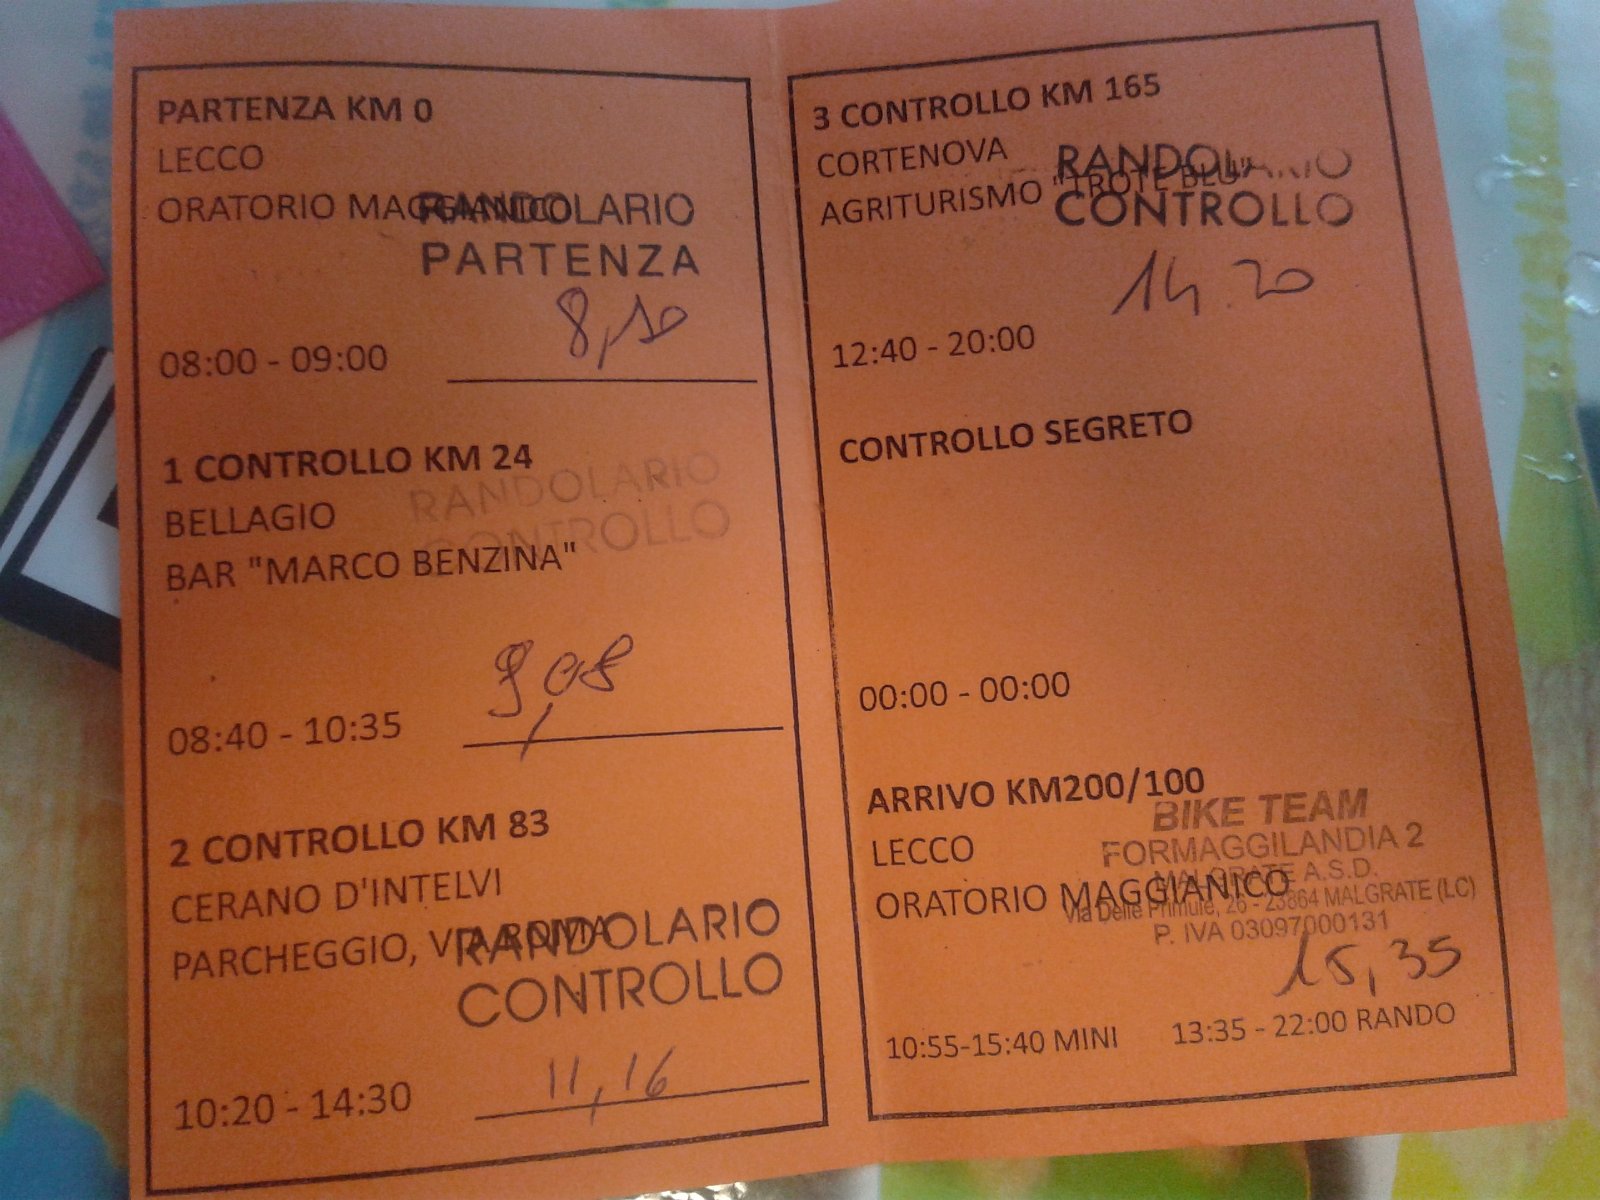 PARTENZA KM 0
LECCO
ORATORIO MAGGIANICO
RANDOLARIO
PARTENZA
8,10
08:00 - 09:00
1 CONTROLLO KM 24
BELLAGIO
RANDOLARIO
CONTROLLO
BAR "MARCO BENZINA"
9,08
08:40 - 10:35
2 CONTROLLO KM 83
CERANO D'INTELVI
PARCHEGGIO, VIA ROMA
RANDOLARIO
CONTROLLO
11,16
10:20 - 14:30
3 CONTROLLO KM 165
CORTENOVA
AGRITURISMO "TROTE BLU"
RANDOLARIO
CONTROLLO
14.20
12:40 - 20:00
CONTROLLO SEGRETO
00:00 - 00:00
ARRIVO KM200/100
LECCO
ORATORIO MAGGIANICO
BIKE TEAM
FORMAGGILANDIA 2
MALGRATE A.S.D.
Via Delle Primule, 26 - 23864 MALGRATE (LC)
P. IVA 03097000131
15,35
10:55-15:40 MINI 13:35 - 22:00 RANDO